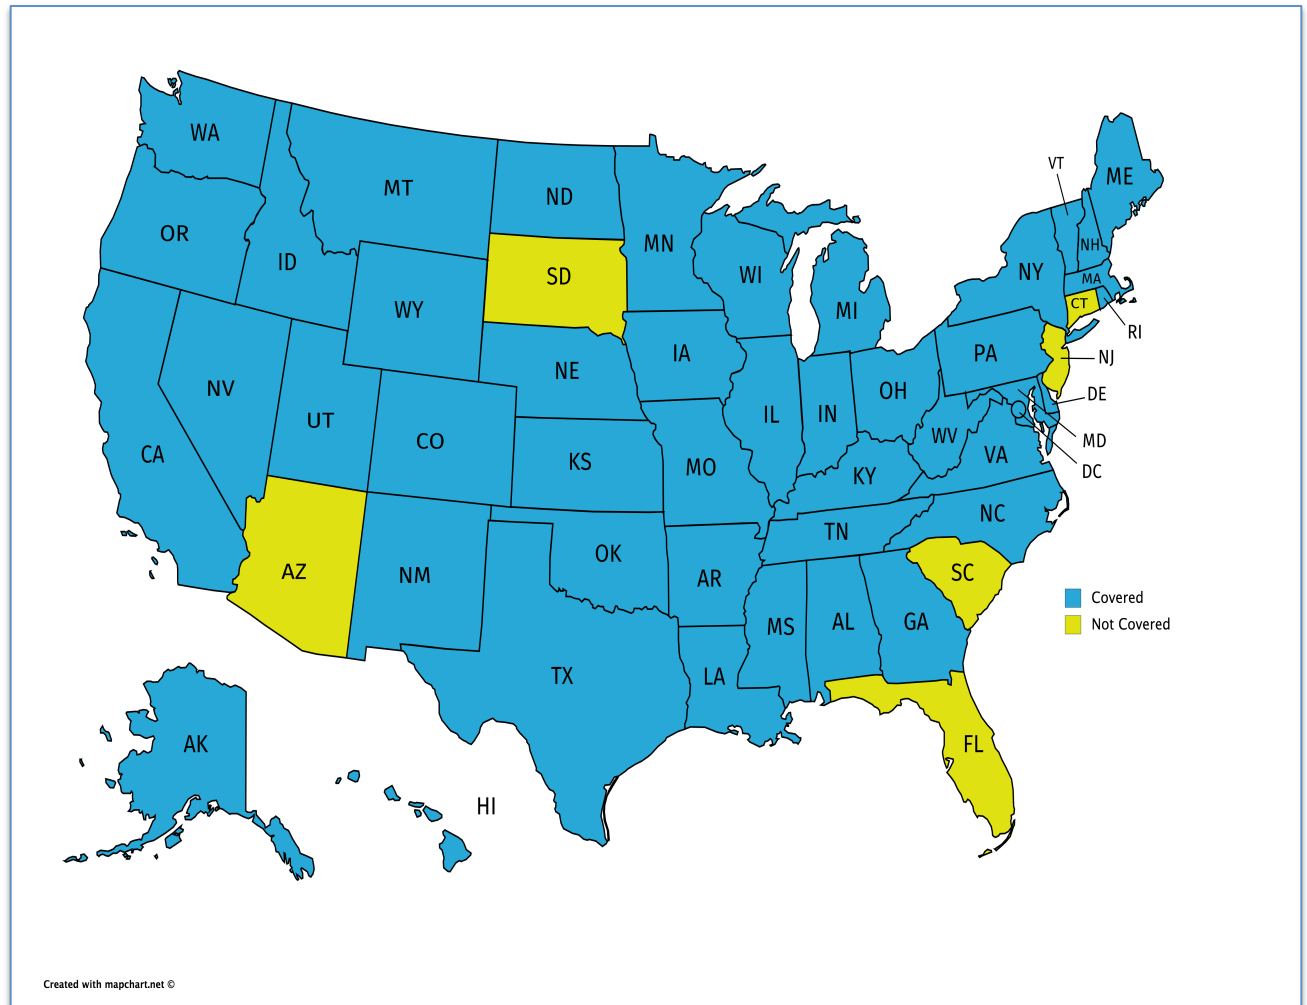 WA
MT
ND
MN
VT
ME
OR
ID
SD
WI
NH
NY
MA
WY
MI
CT
RI
NJ
IA
PA
NE
NV
OH
DE
UT
IL
IN
CO
WV
MD
CA
KS
MO
VA
DC
KY
NC
TN
OK
AZ
NM
AR
SC
Covered
MS
AL
GA
Not Covered
TX
LA
AK
FL
HI
Created with mapchart.net ©